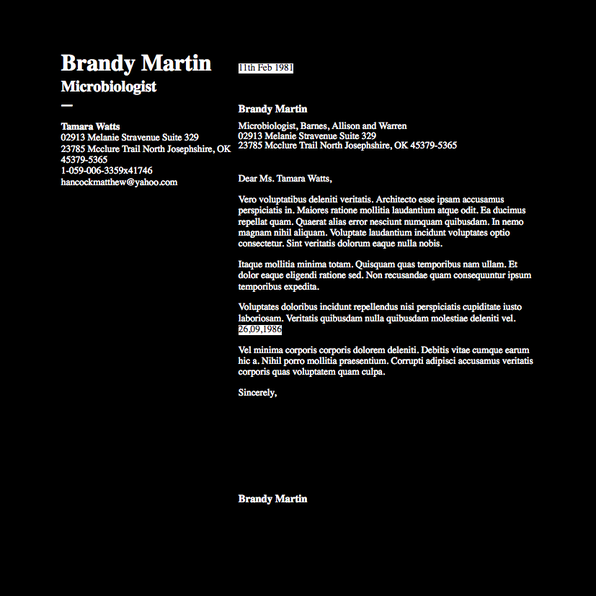 Brandy Martin
Microbiologist
Tamara Watts
02913 Melanie Stravenue Suite 329
23785 Mcclure Trail North Josephshire, OK
45379-5365
1-059-006-3359x41746
hancockmatthew@yahoo.com
11th Feb 1981
Brandy Martin
Microbiologist, Barnes, Allison and Warren
02913 Melanie Stravenue Suite 329
23785 Mcclure Trail North Josephshire, OK 45379-5365
Dear Ms. Tamara Watts,
Vero voluptatibus deleniti veritatis. Architecto esse ipsam accusamus
perspiciatis in. Maiores ratione mollitia laudantium atque odit. Ea ducimus
repellat quam. Quaerat alias error nesciunt numquam quibusdam. In nemo
magnam nihil aliquam. Voluptate laudantium incidunt voluptates optio
consectetur. Sint veritatis dolorum eaque nulla nobis.
Itaque mollitia minima totam. Quisquam quas temporibus nam ullam. Et
dolor eaque eligendi ratione sed. Non recusandae quam consequuntur ipsum
temporibus expedita.
Voluptates doloribus incidunt repellendus nisi perspiciatis cupiditate iusto
laboriosam. Veritatis quibusdam nulla quibusdam molestiae deleniti vel.
26,09,1986
Vel minima corporis corporis dolorem deleniti. Debitis vitae cumque earum
hic a. Nihil porro mollitia praesentium. Corrupti adipisci accusamus veritatis
corporis quas voluptatem quam culpa.
Sincerely,
Brandy Martin